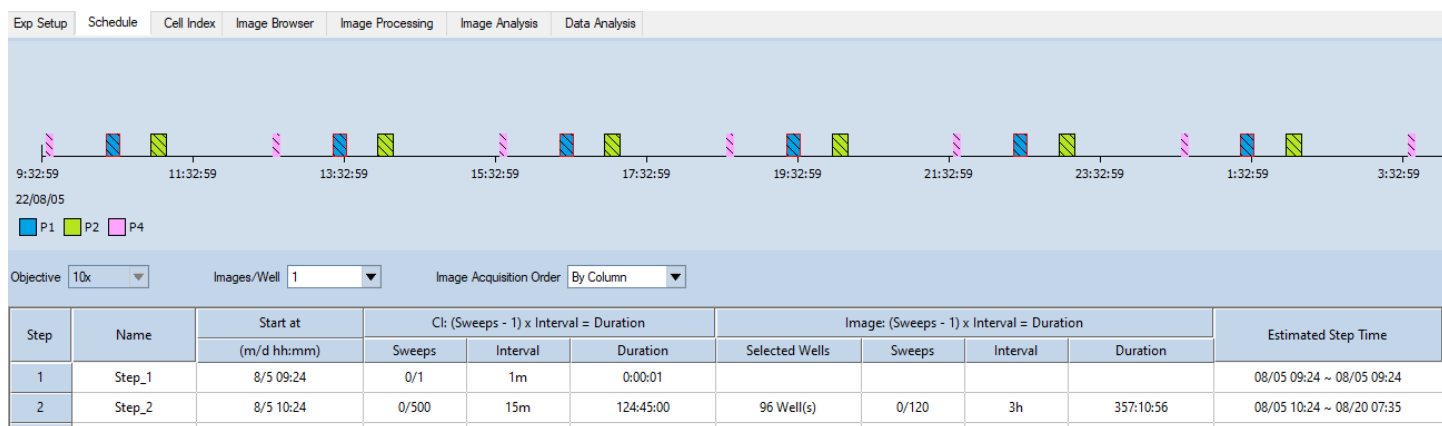 Exp Setup Schedule Cell Index Image Browser Image Processing Image Analysis Data Analysis
9:32:59 11:32:59 13:32:59 15:32:59 17:32:59 19:32:59 21:32:59 23:32:59 1:32:59 3:32:59
22/08/05
P1 P2 P4
Objective 10x Images/Well 1 Image Acquisition Order By Column
Step Name Start at CI: (Sweeps - 1) x Interval = Duration Image: (Sweeps - 1) x Interval = Duration Estimated Step Time
(m/d hh:mm) Sweeps Interval Duration Selected Wells Sweeps Interval Duration
1 Step_1 8/5 09:24 0/1 1m 0:00:01 08/05 09:24 ~ 08/05 09:24
2 Step_2 8/5 10:24 0/500 15m 124:45:00 96 Well(s) 0/120 3h 357:10:56 08/05 10:24 ~ 08/20 07:35